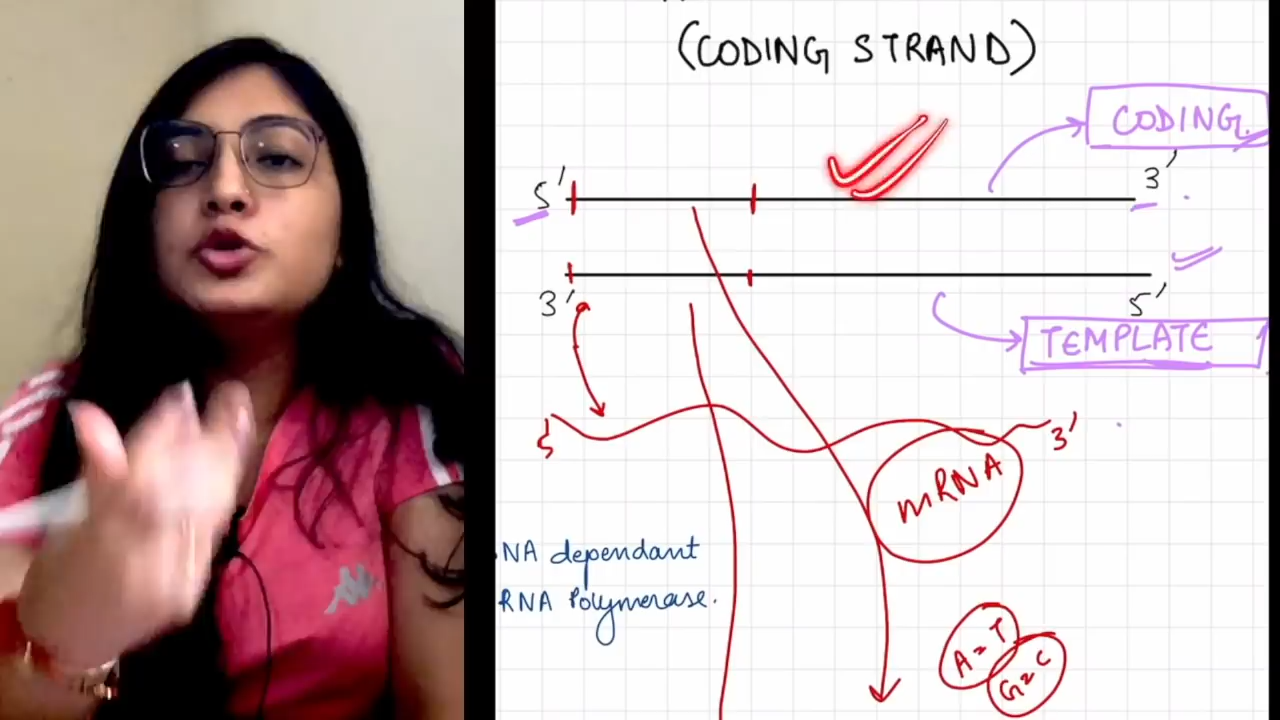 (CODING STRAND)
CODING
5' 3'
3' 5'
TEMPLATE
5' 3'
mRNA
NA dependant
RNA Polymerase.
A = T
G = C